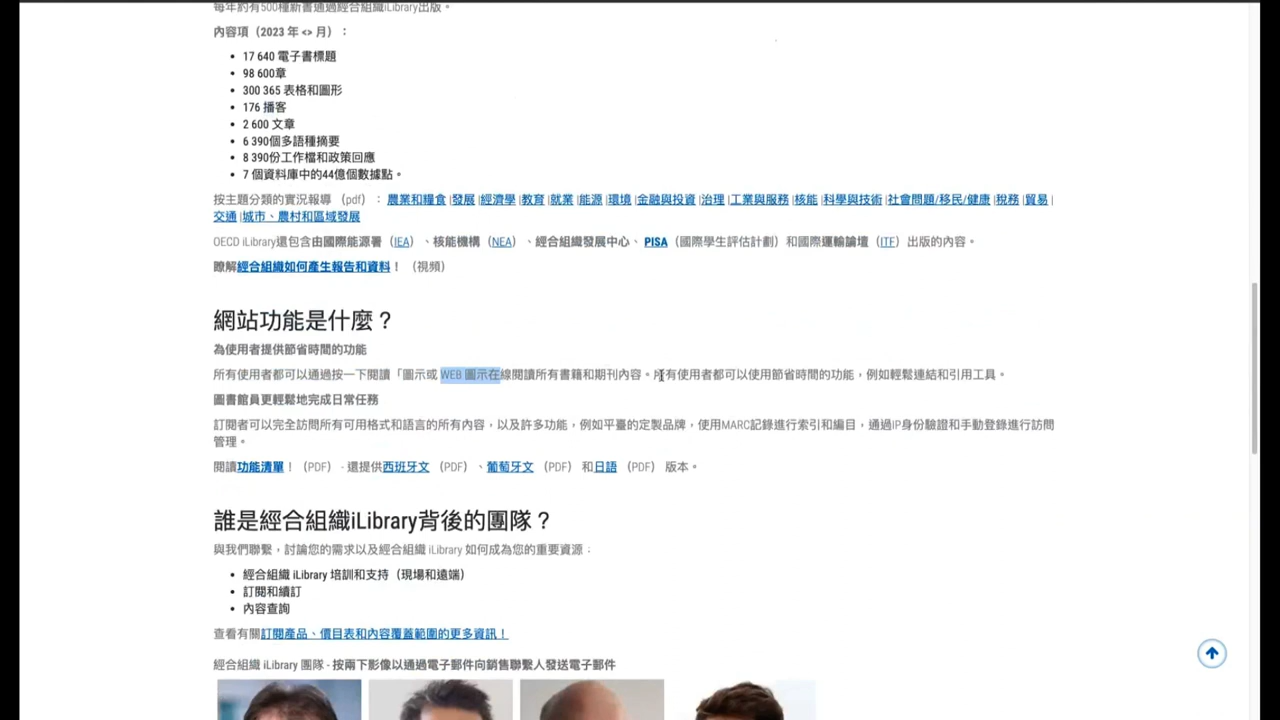 每年約有500種新書通過經合組織iLibrary出版。
內容項（2023 年 <> 月）：
• 17 640 電子書標題
• 98 600章
• 300 365 表格和圖形
• 176 播客
• 2 600 文章
• 6 390個多語種摘要
• 8 390份工作檔和政策回應
• 7 個資料庫中的44億個數據點。
按主題分類的實況報導 （pdf）： 農業和糧食 |發展 |經濟學 |教育 |就業 |能源 |環境 |金融與投資 |治理 |工業與服務 |核能 |科學與技術 |社會問題/移民/健康 |稅務 |貿易 |
交通 |城市、農村和區域發展
OECD iLibrary還包含由國際能源署（IEA）、核能機構（NEA）、經合組織發展中心、PISA（國際學生評估計劃）和國際運輸論壇（ITF）出版的內容。
瞭解經合組織如何產生報告和資料！ （視頻）
網站功能是什麼？
為使用者提供節省時間的功能
所有使用者都可以通過按一下閱讀「圖示或 WEB 圖示在線閱讀所有書籍和期刊內容。所有使用者都可以使用節省時間的功能，例如輕鬆連結和引用工具。
圖書館員更輕鬆地完成日常任務
訂閱者可以完全訪問所有可用格式和語言的所有內容，以及許多功能，例如平臺的定製品牌，使用MARC記錄進行索引和編目，通過IP身份驗證和手動登錄進行訪問
管理。
閱讀功能清單！（PDF） - 還提供西班牙文 （PDF）、葡萄牙文 （PDF） 和日語 （PDF） 版本。
誰是經合組織iLibrary背後的團隊？
與我們聯繫，討論您的需求以及經合組織 iLibrary 如何成為您的重要資源：
• 經合組織 iLibrary 培訓和支持（現場和遠端）
• 訂閱和續訂
• 內容查詢
查看有關訂閱產品、價目表和內容覆蓋範圍的更多資訊！
經合組織 iLibrary 團隊 - 按兩下影像以通過電子郵件向銷售聯繫人發送電子郵件